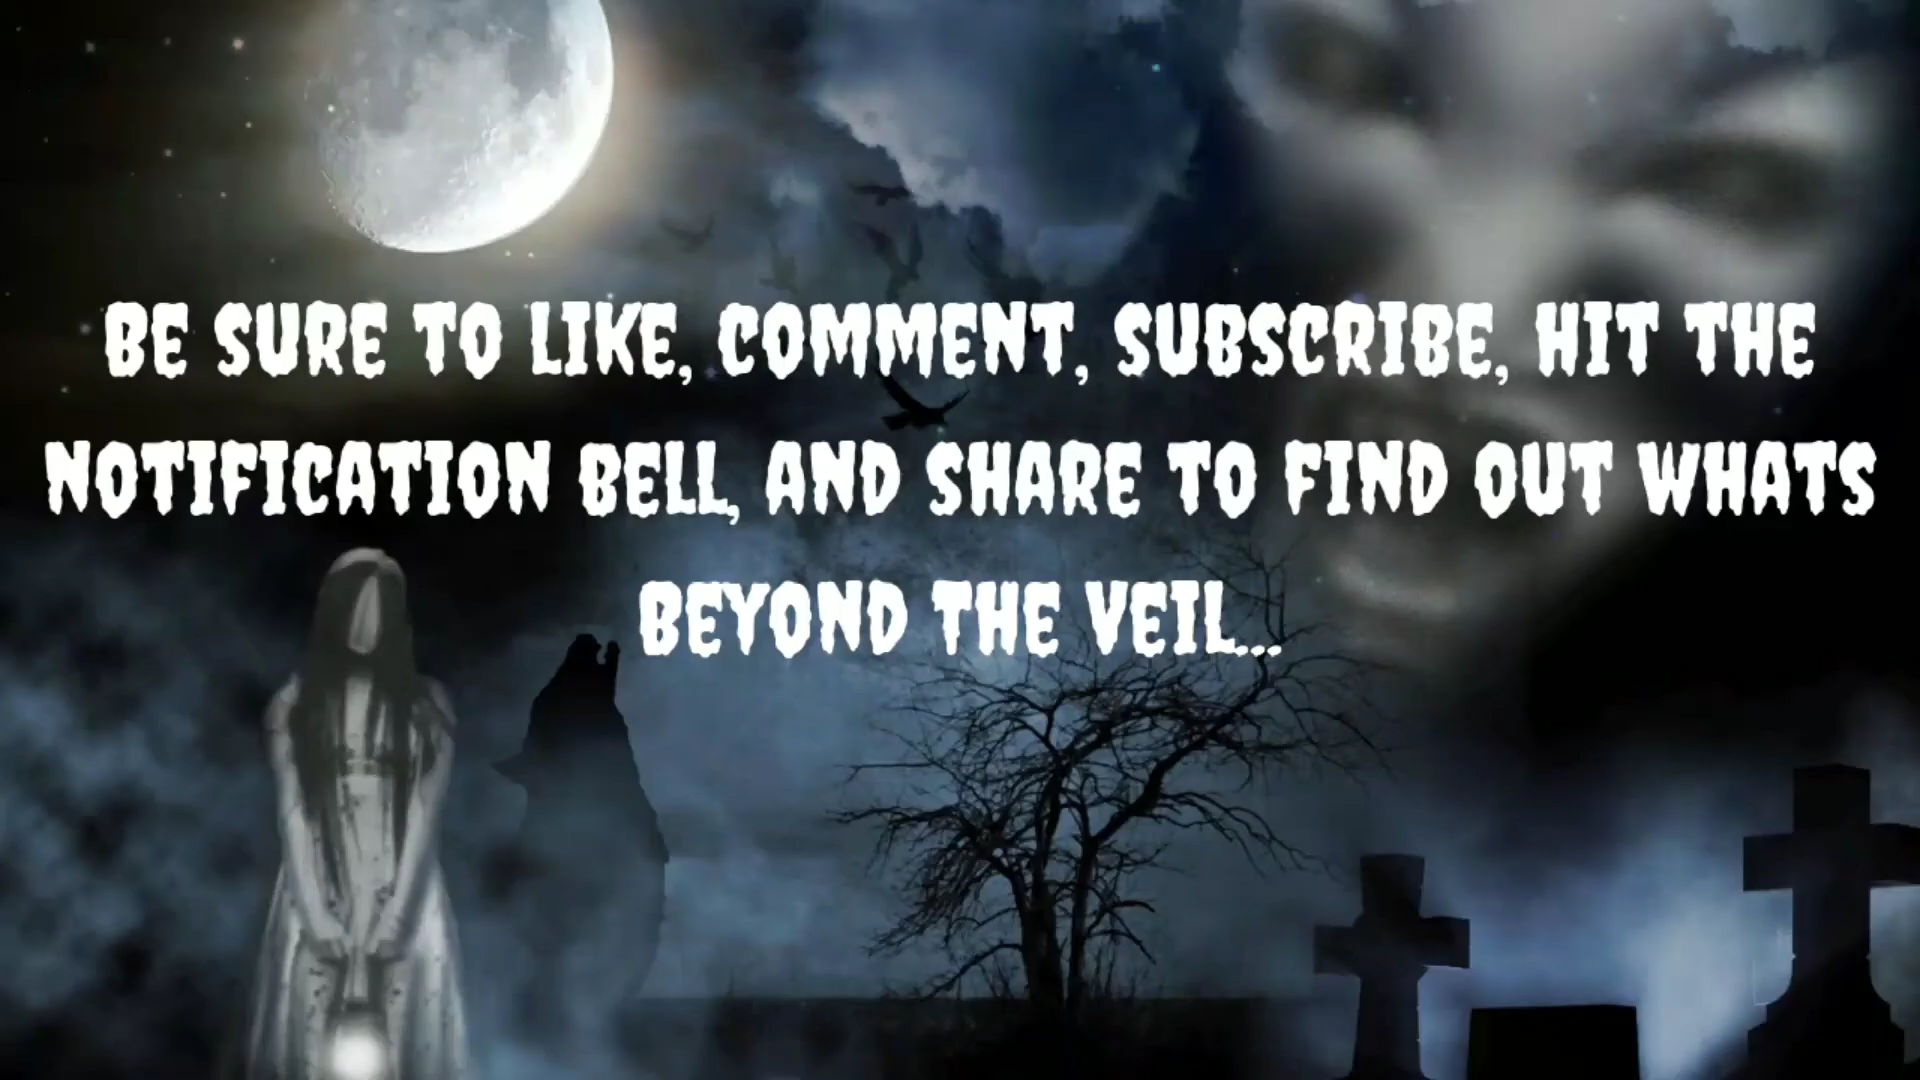 BE SURE TO LIKE, COMMENT, SUBSCRIBE, HIT THE
NOTIFICATION BELL, AND SHARE TO FIND OUT WHATS
BEYOND THE VEIL...